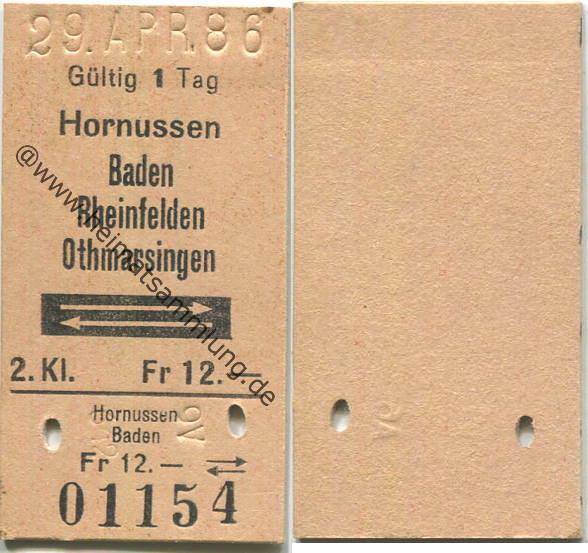 29. APR. 86
Gültig 1 Tag
Hornussen
Baden
Rheinfelden
Othmarsingen
2. Kl. Fr 12.—
Hornussen
Baden
Fr 12.—
01154
@www.heimatsammlung.de